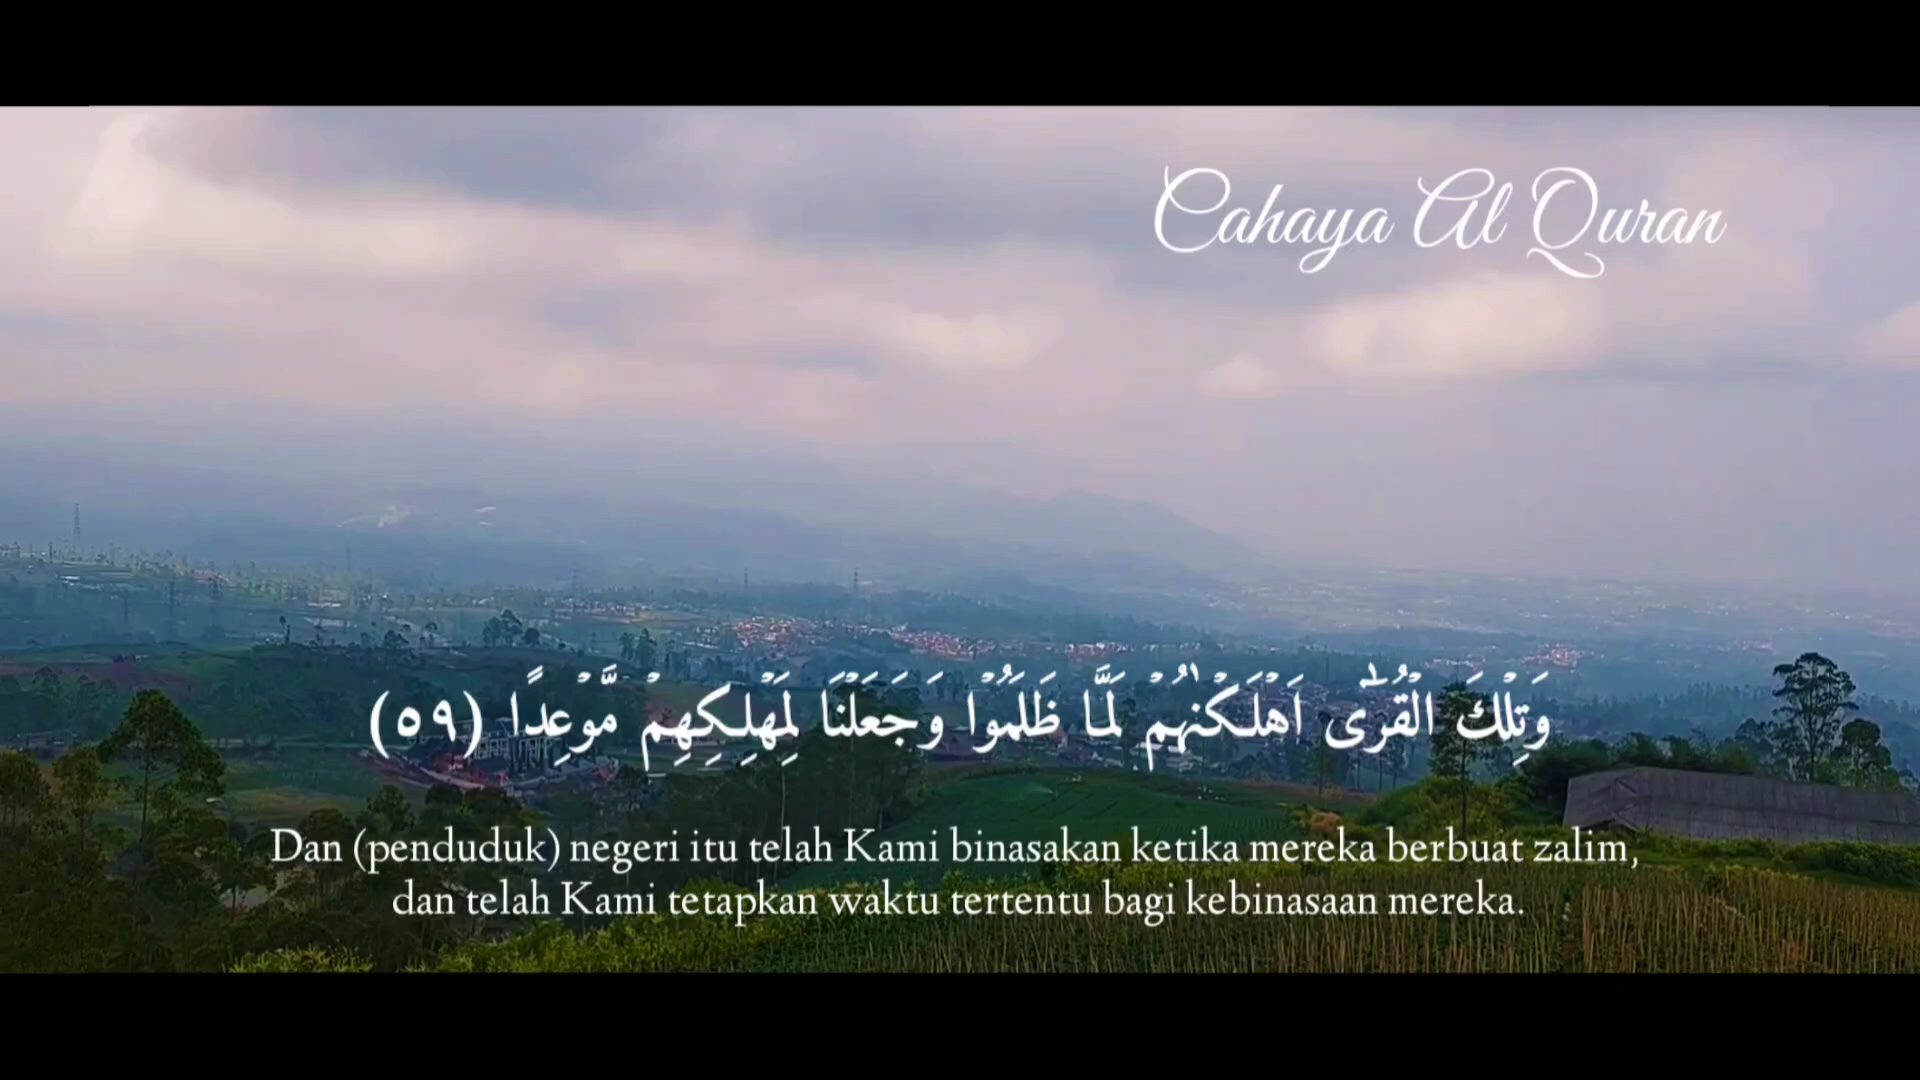 Cahaya Al Quran
وَتِلْكَ الْقُرٰٓى اَهْلَكْنٰهُمْ لَمَّا ظَلَمُوْا وَجَعَلْنَا لِمَهْلِكِهِمْ مَّوْعِدًا (٥٩)
Dan (penduduk) negeri itu telah Kami binasakan ketika mereka berbuat zalim,
dan telah Kami tetapkan waktu tertentu bagi kebinasaan mereka.